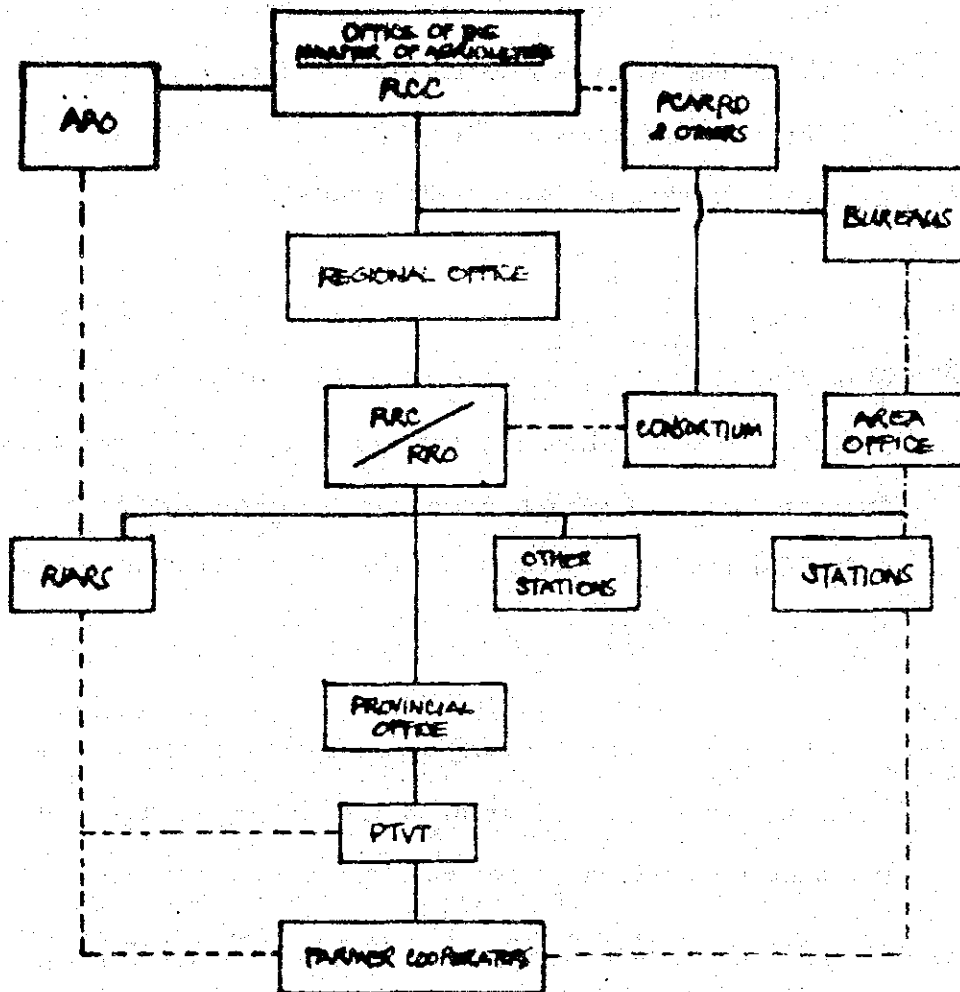 OFFICE OF THE
MINISTER OF AGRICULTURE
RCC
ARO
PCARRD
& OTHERS
BUREAUS
REGIONAL OFFICE
RRC
RRO
CONSORTIUM
AREA
OFFICE
RIARS
OTHER
STATIONS
STATIONS
PROVINCIAL
OFFICE
PTVT
FARMER COOPERATORS